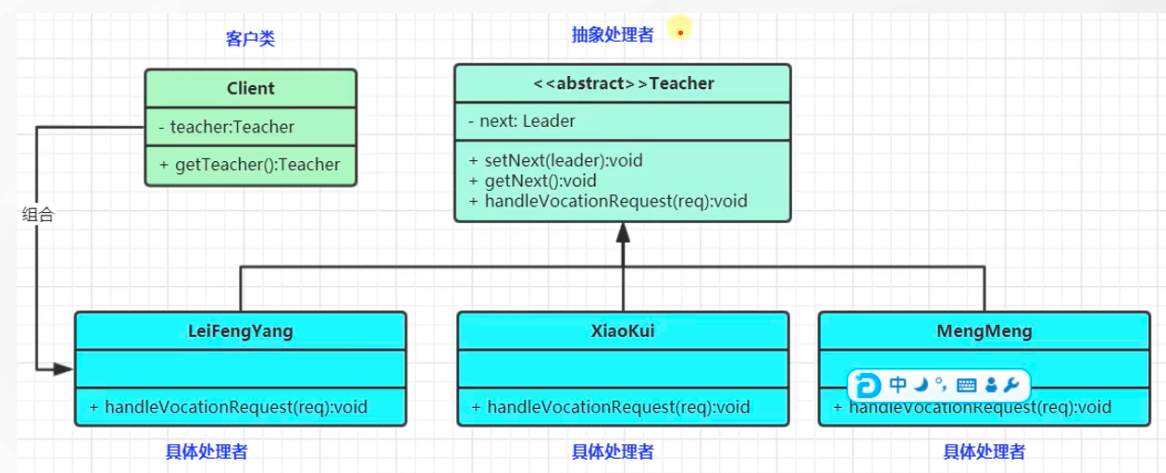 客户类
抽象处理者
Client
- teacher:Teacher
+ getTeacher():Teacher
<<abstract>>Teacher
- next: Leader
+ setNext(leader):void
+ getNext():void
+ handleVocationRequest(req):void
组合
LeiFengYang
+ handleVocationRequest(req):void
具体处理者
XiaoKui
+ handleVocationRequest(req):void
具体处理者
MengMeng
中
+ handleVocationRequest(req):void
具体处理者